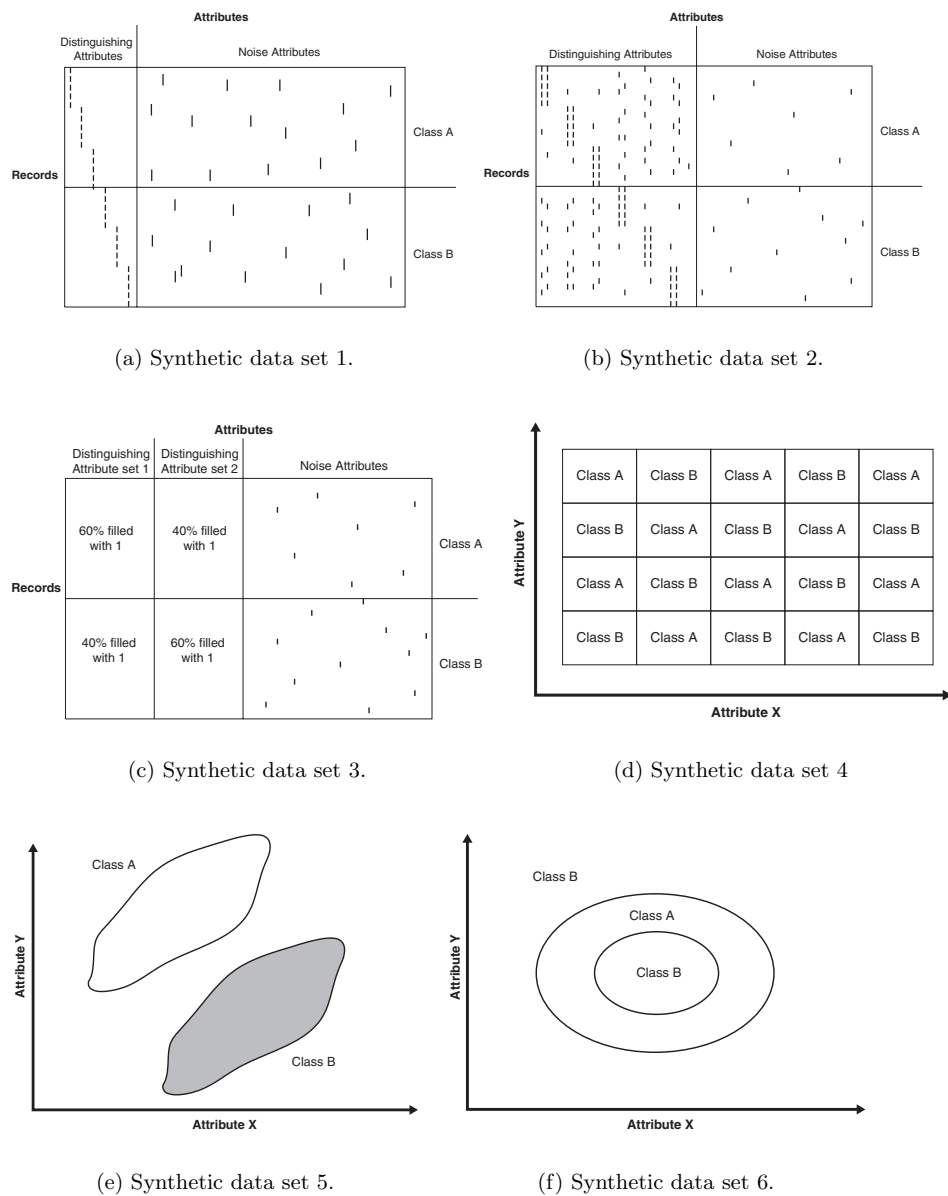 Attributes
Distinguishing
Attributes
Noise Attributes
Records
Class A
Class B
(a) Synthetic data set 1.
Attributes
Distinguishing Attributes
Noise Attributes
Records
Class A
Class B
(b) Synthetic data set 2.
Attributes
Distinguishing
Attribute set 1
Distinguishing
Attribute set 2
Noise Attributes
60% filled
with 1
40% filled
with 1
Class A
Records
40% filled
with 1
60% filled
with 1
Class B
(c) Synthetic data set 3.
Attribute Y
Class A Class B Class A Class B Class A
Class B Class A Class B Class A Class B
Class A Class B Class A Class B Class A
Class B Class A Class B Class A Class B
Attribute X
(d) Synthetic data set 4
Class A
Attribute Y
Class B
Attribute X
(e) Synthetic data set 5.
Class B
Class A
Class B
Attribute Y
Attribute X
(f) Synthetic data set 6.